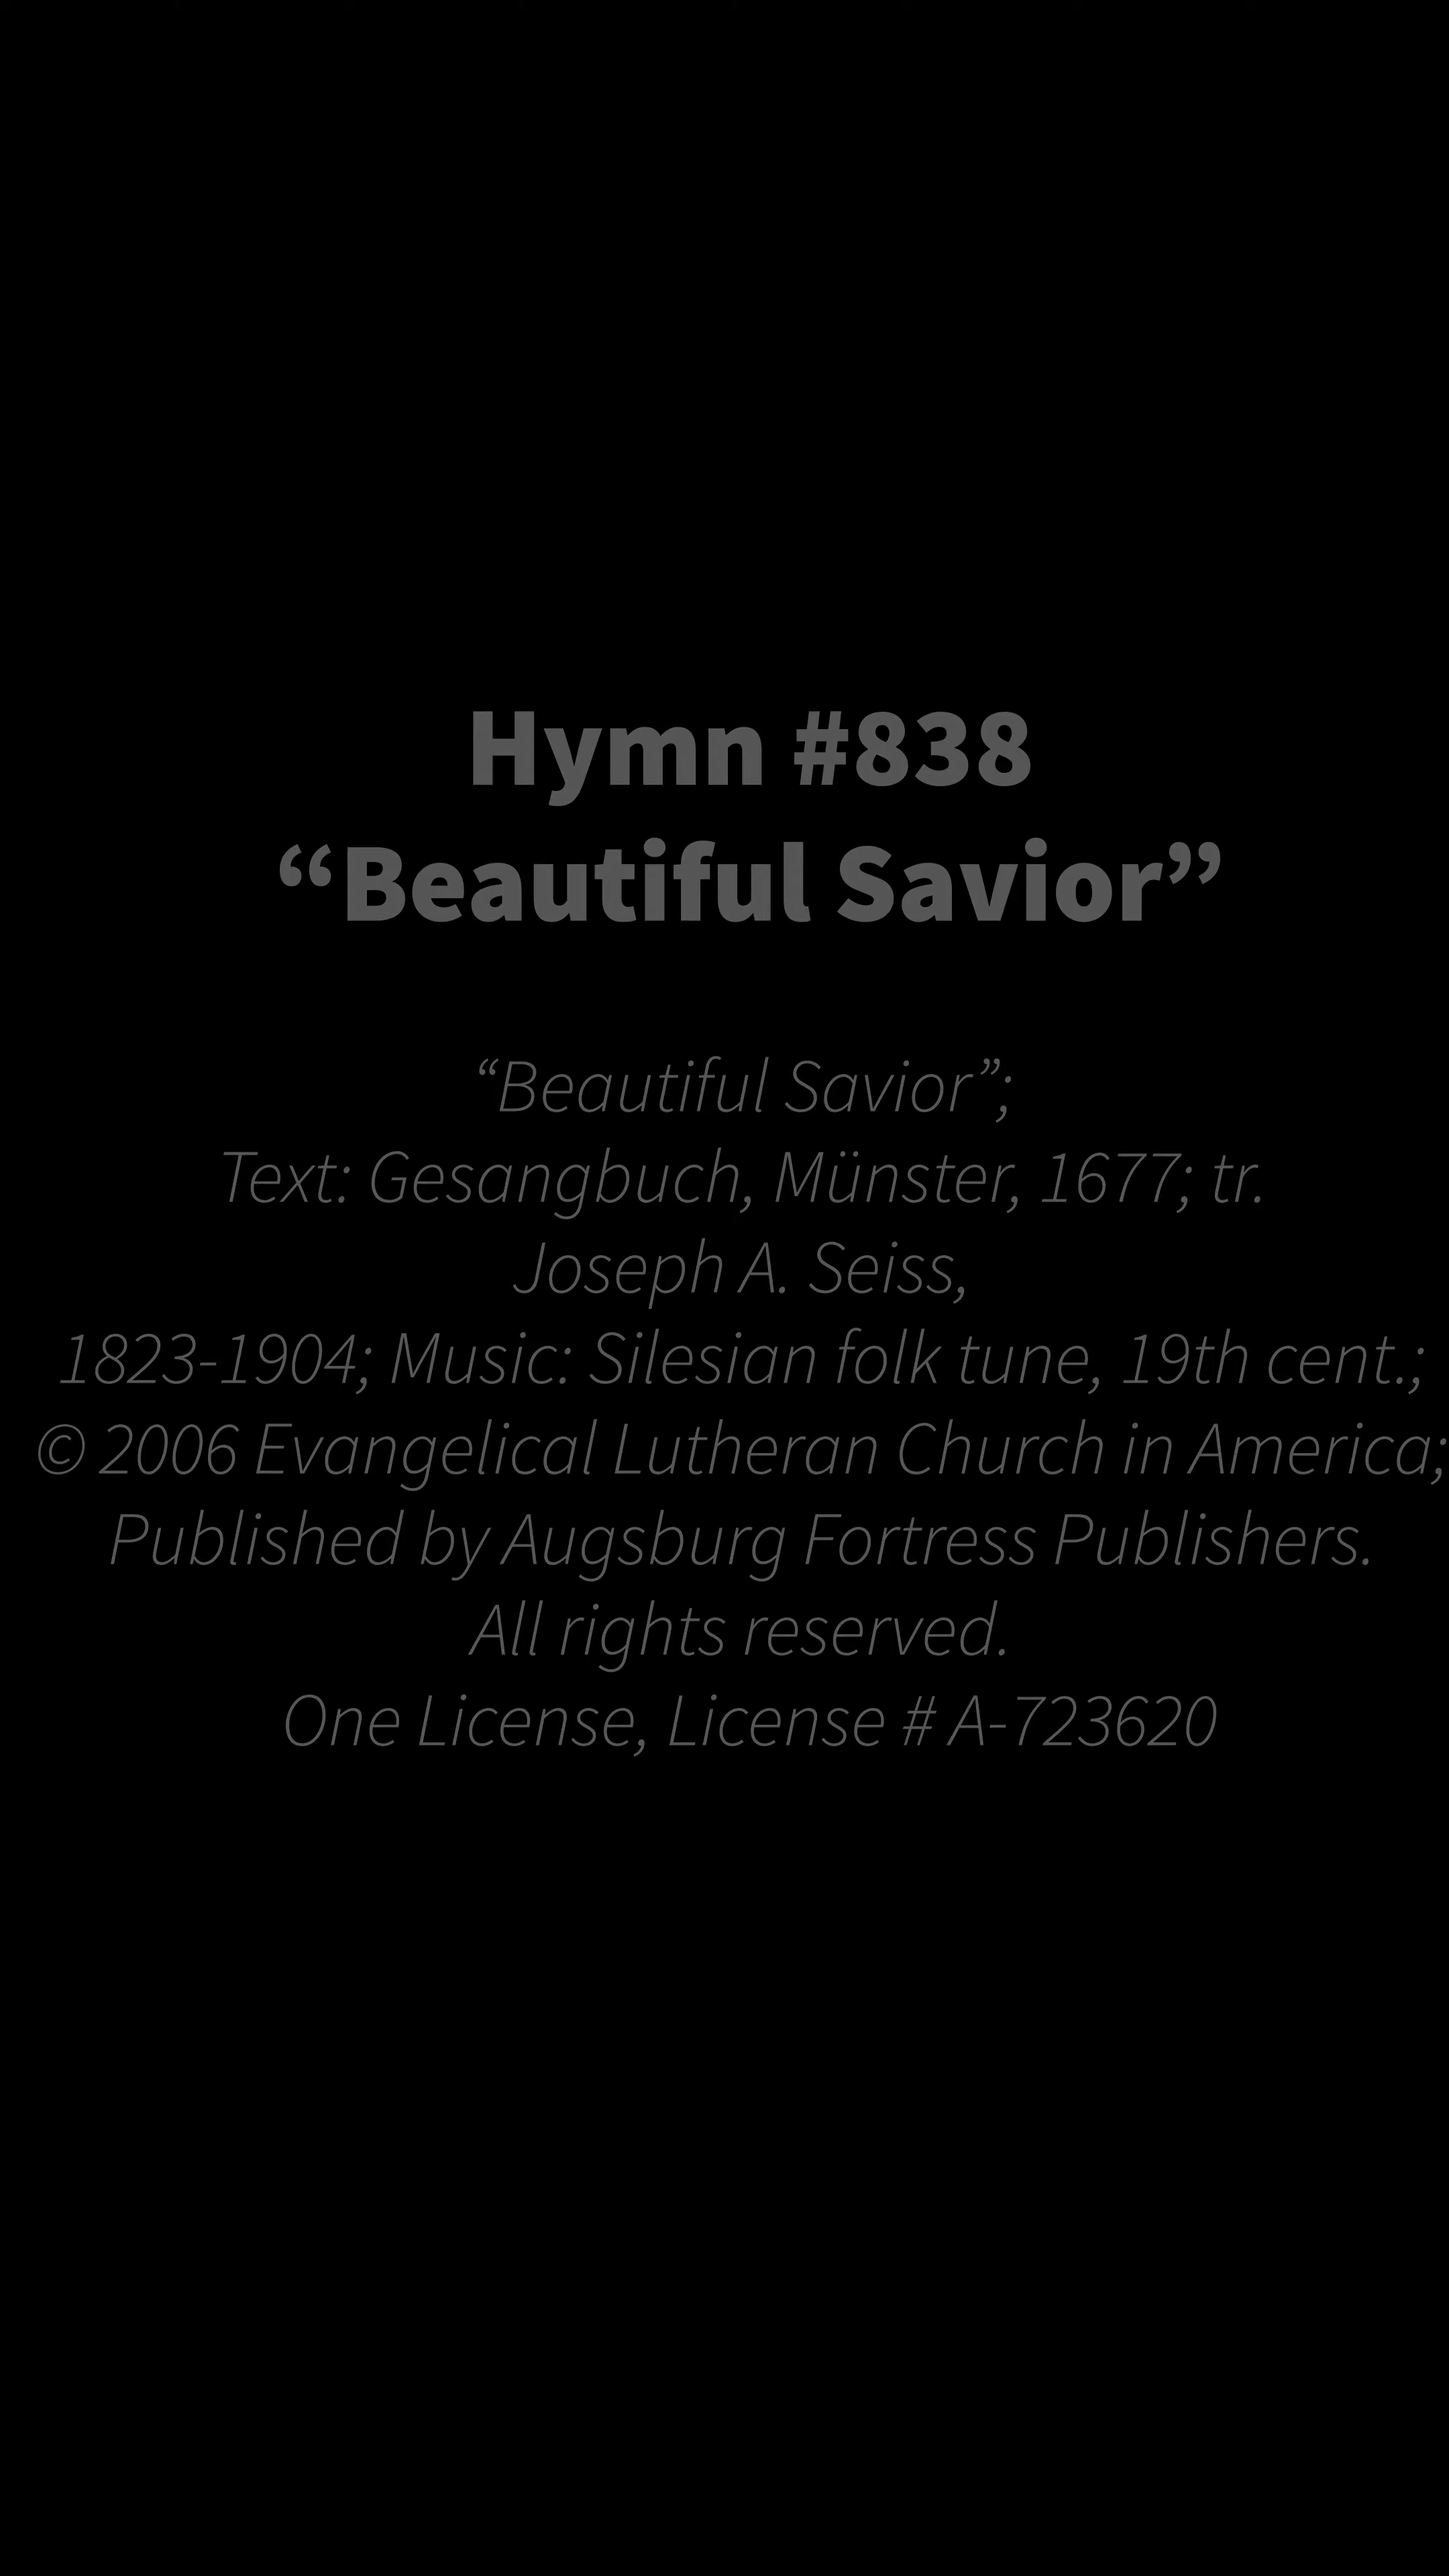 Hymn #838
“Beautiful Savior”
“Beautiful Savior”;
Text: Gesangbuch, Münster, 1677; tr.
Joseph A. Seiss,
1823-1904; Music: Silesian folk tune, 19th cent.;
© 2006 Evangelical Lutheran Church in America;
Published by Augsburg Fortress Publishers.
All rights reserved.
One License, License # A-723620